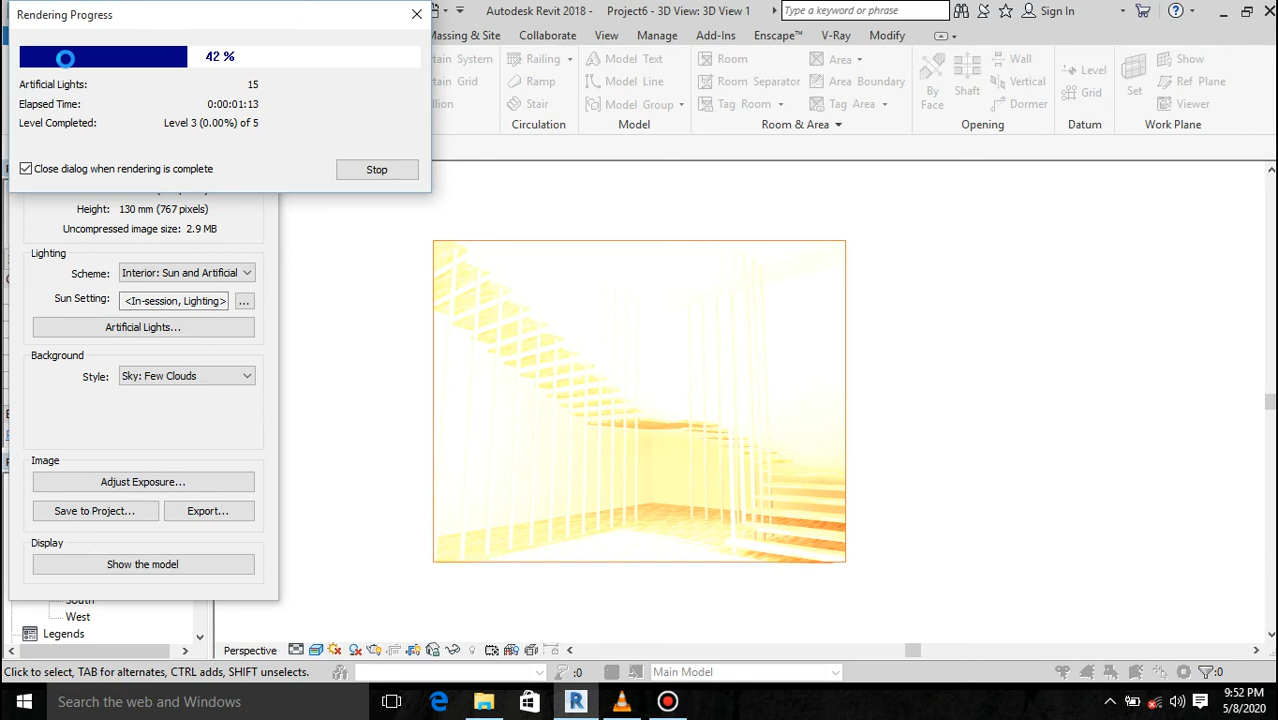 Rendering Progress
Autodesk Revit 2018 - Project6 - 3D View: 3D View 1
Type a keyword or phrase
Sign In
42 %
Massing & Site Collaborate View Manage Add-Ins Enscape™ V-Ray Modify
Artificial Lights: 15
Elapsed Time: 0:00:01:13
Level Completed: Level 3 (0.00%) of 5
Close dialog when rendering is complete
Stop
System Railing Model Text Room Area Wall Show
Grid Ramp Model Line Room Separator Area Boundary By Shaft Vertical Level Set Ref Plane
Stair Model Group Tag Room Tag Area Face Dormer Grid Viewer
Circulation Model Room & Area Opening Datum Work Plane
Height: 130 mm (767 pixels)
Uncompressed image size: 2.9 MB
Lighting
Scheme: Interior: Sun and Artificial
Sun Setting: <In-session, Lighting> ...
Artificial Lights...
Background
Style: Sky: Few Clouds
Image
Adjust Exposure...
Save to Project... Export...
Display
Show the model
South
West
Legends
Perspective
Click to select, TAB for alternates, CTRL adds, SHIFT unselects.
:0
Main Model
:0
Search the web and Windows
9:52 PM
5/8/2020